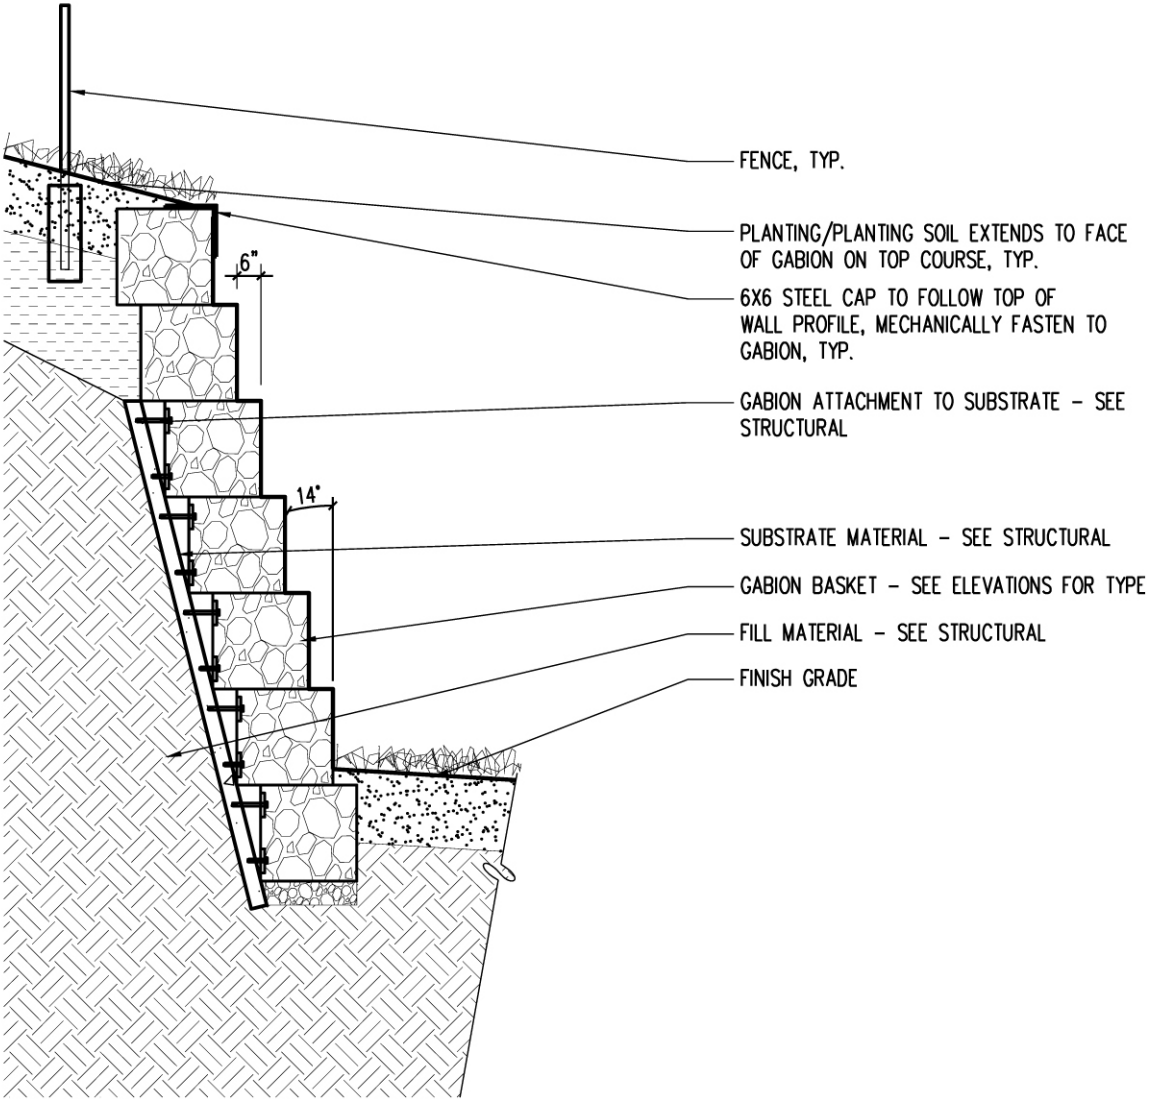 FENCE, TYP.
PLANTING/PLANTING SOIL EXTENDS TO FACE
OF GABION ON TOP COURSE, TYP.
6"
6X6 STEEL CAP TO FOLLOW TOP OF
WALL PROFILE, MECHANICALLY FASTEN TO
GABION, TYP.
GABION ATTACHMENT TO SUBSTRATE - SEE
STRUCTURAL
14°
SUBSTRATE MATERIAL - SEE STRUCTURAL
GABION BASKET - SEE ELEVATIONS FOR TYPE
FILL MATERIAL - SEE STRUCTURAL
FINISH GRADE